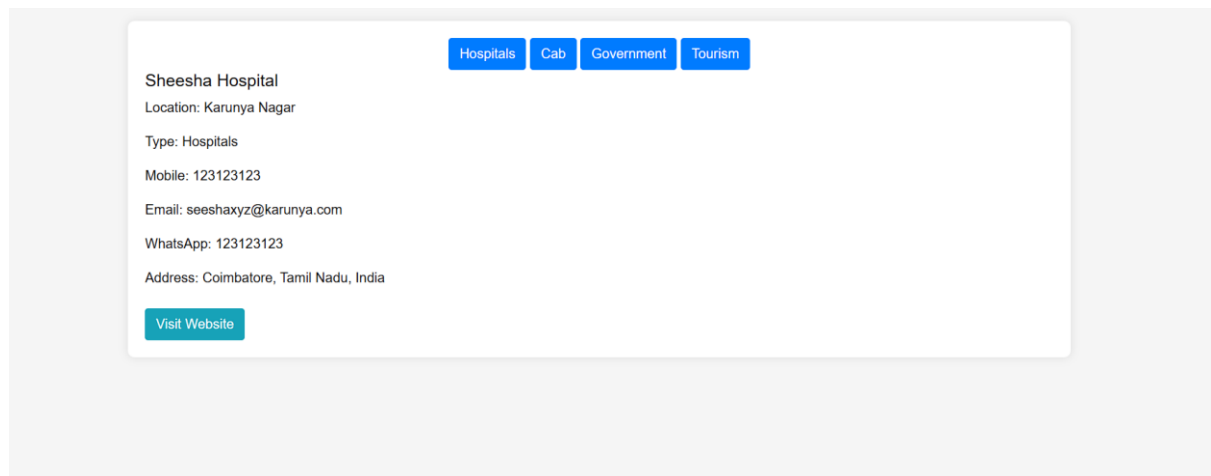 Hospitals Cab Government Tourism
Sheesha Hospital
Location: Karunya Nagar
Type: Hospitals
Mobile: 123123123
Email: seeshaxyz@karunya.com
WhatsApp: 123123123
Address: Coimbatore, Tamil Nadu, India
Visit Website